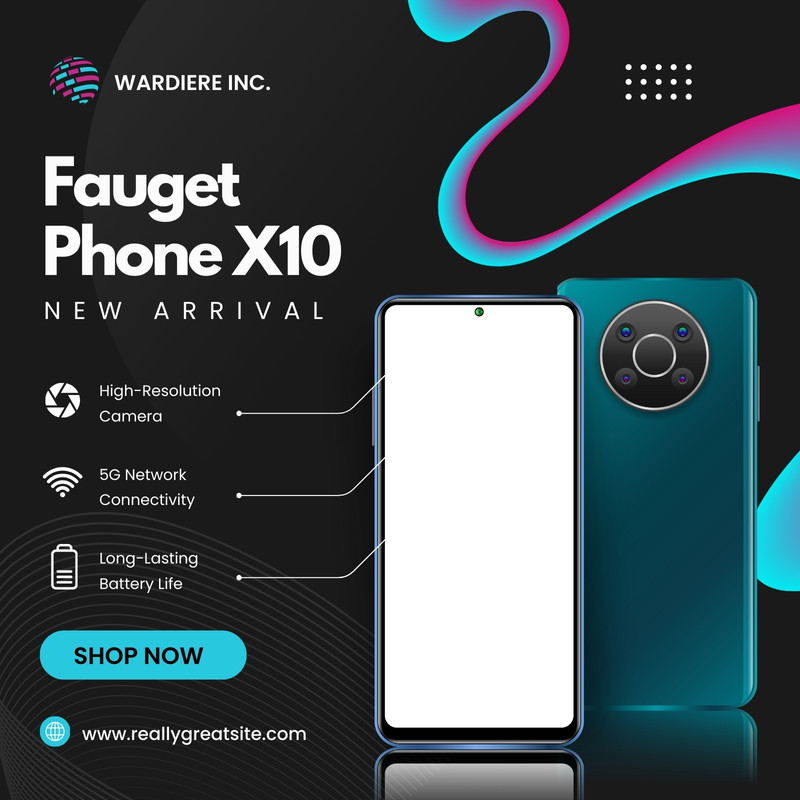 WARDIERE INC.
Fauget
Phone X10
NEW ARRIVAL
High-Resolution
Camera
5G Network
Connectivity
Long-Lasting
Battery Life
SHOP NOW
www.reallygreatsite.com